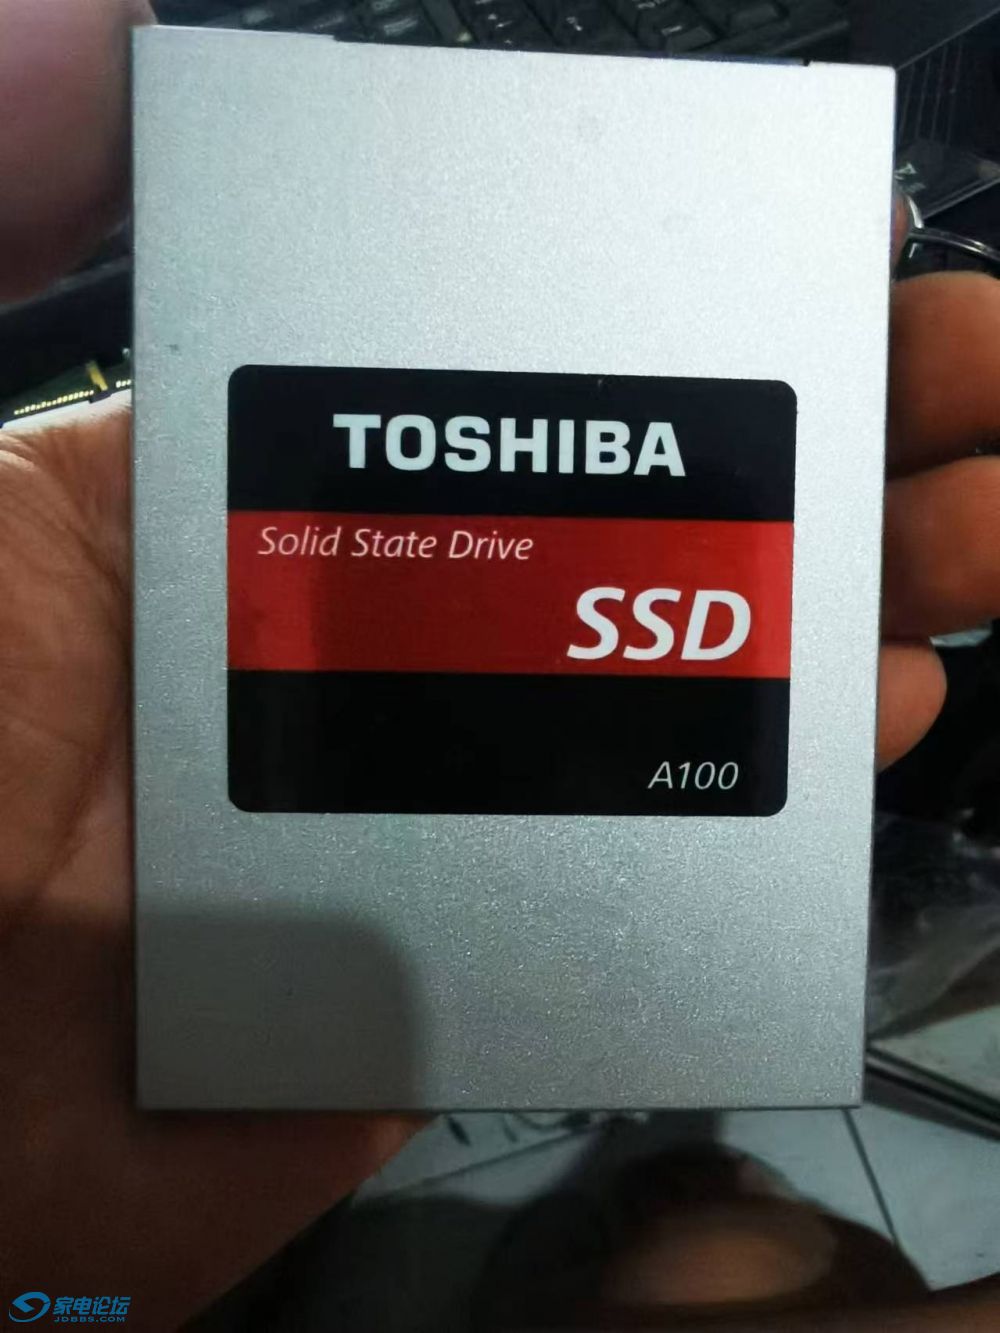 TOSHIBA
Solid State Drive
SSD
A100
家电论坛
JDBBS.COM